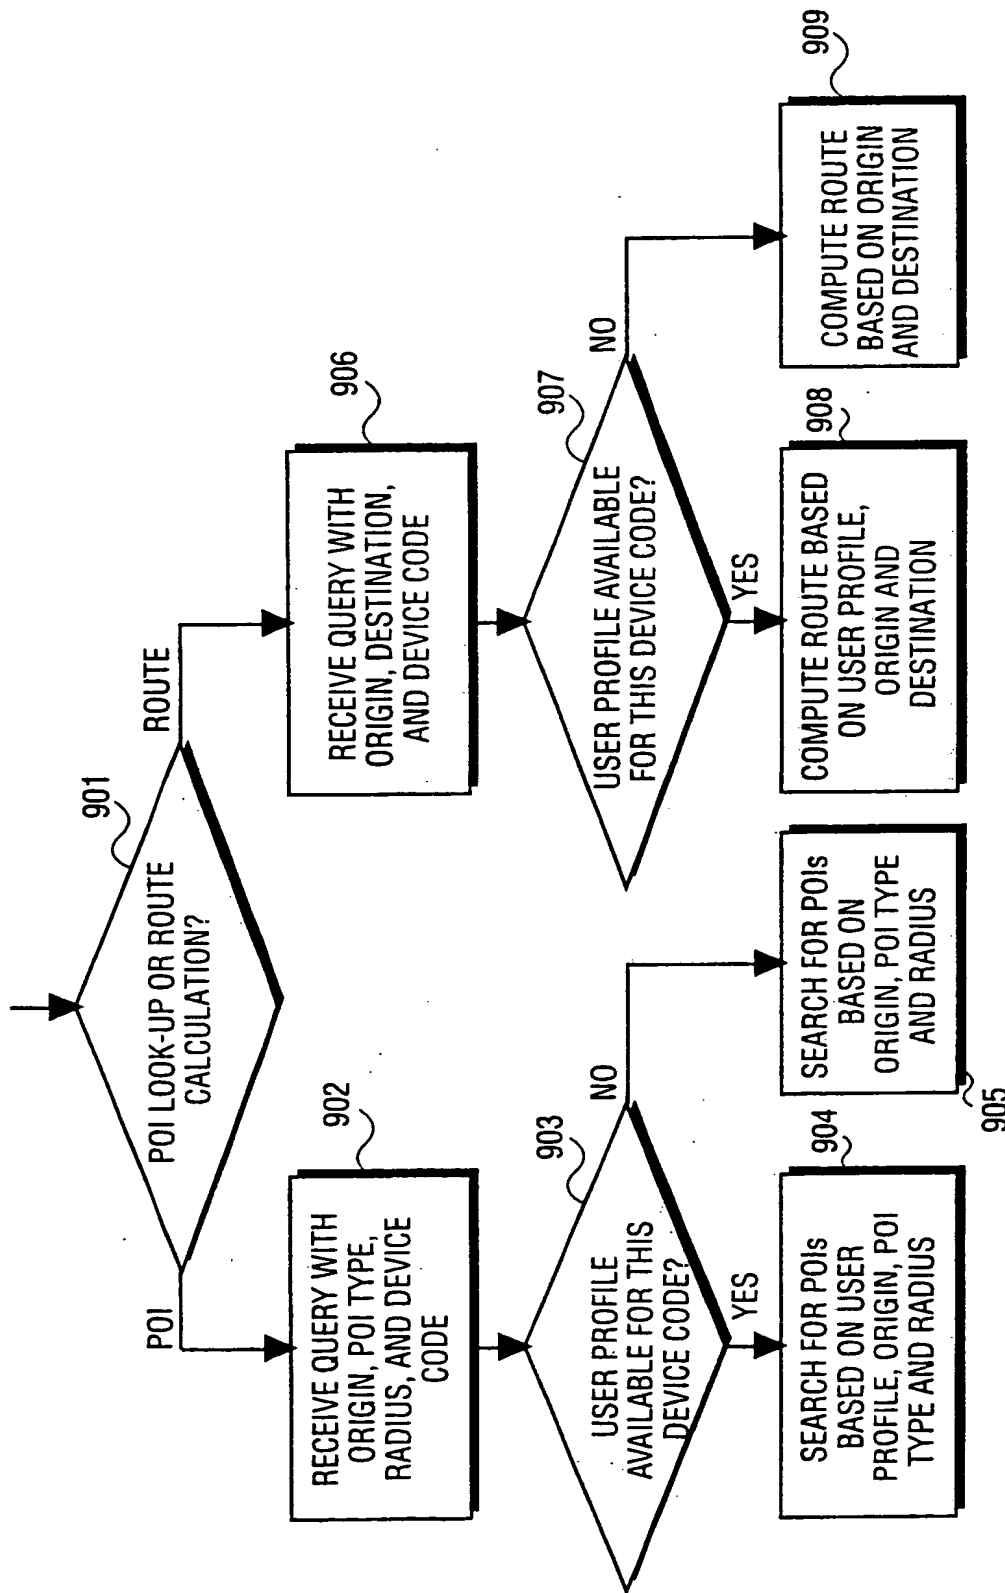 901
POI LOOK-UP OR ROUTE
CALCULATION?
POI
ROUTE
902
RECEIVE QUERY WITH
ORIGIN, POI TYPE,
RADIUS, AND DEVICE
CODE
906
RECEIVE QUERY WITH
ORIGIN, DESTINATION,
AND DEVICE CODE
903
USER PROFILE
AVAILABLE FOR THIS
DEVICE CODE?
NO
YES
907
USER PROFILE AVAILABLE
FOR THIS DEVICE CODE?
NO
YES
904
SEARCH FOR POIs
BASED ON USER
PROFILE, ORIGIN, POI
TYPE AND RADIUS
905
SEARCH FOR POIs
BASED ON
ORIGIN, POI TYPE
AND RADIUS
908
COMPUTE ROUTE BASED
ON USER PROFILE,
ORIGIN AND
DESTINATION
909
COMPUTE ROUTE
BASED ON ORIGIN
AND DESTINATION